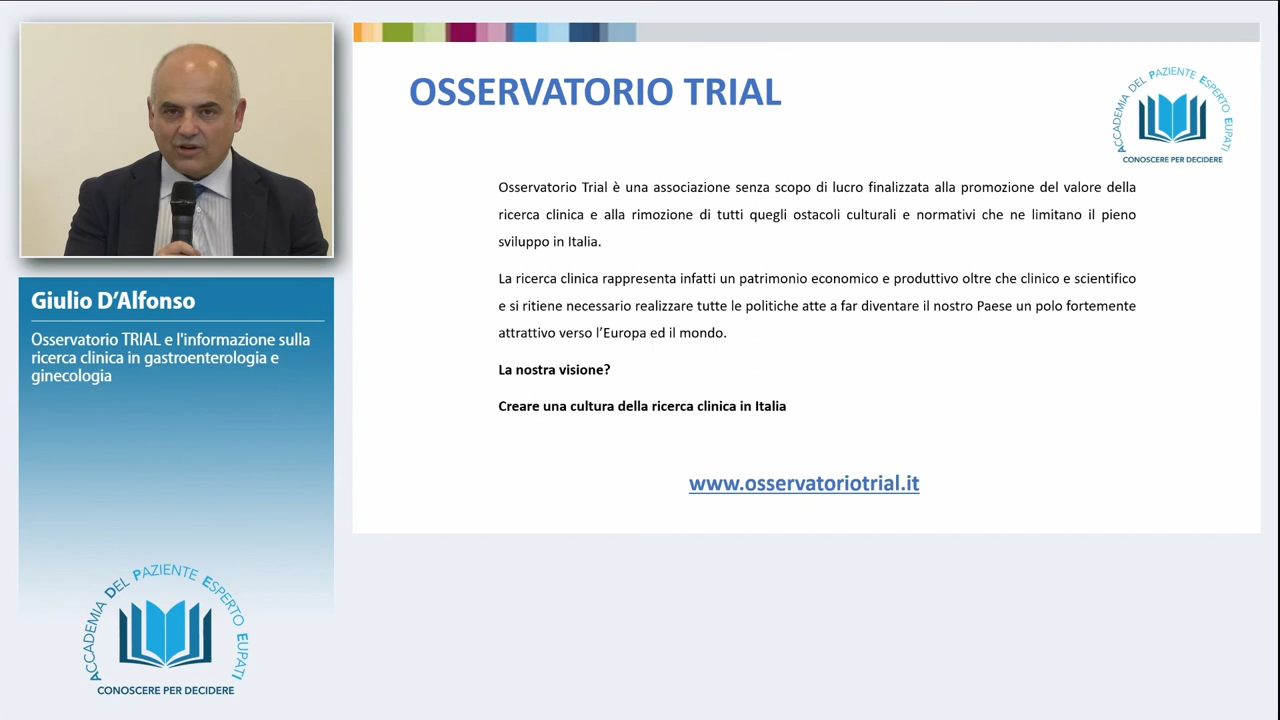 OSSERVATORIO TRIAL
ACCADEMIA DEL PAZIENTE ESPERTO EUPATI
CONOSCERE PER DECIDERE
Osservatorio Trial è una associazione senza scopo di lucro finalizzata alla promozione del valore della
ricerca clinica e alla rimozione di tutti quegli ostacoli culturali e normativi che ne limitano il pieno
sviluppo in Italia.
La ricerca clinica rappresenta infatti un patrimonio economico e produttivo oltre che clinico e scientifico
e si ritiene necessario realizzare tutte le politiche atte a far diventare il nostro Paese un polo fortemente
attrattivo verso l'Europa ed il mondo.
La nostra visione?
Creare una cultura della ricerca clinica in Italia
www.osservatoriotrial.it
Giulio D'Alfonso
Osservatorio TRIAL e l'informazione sulla
ricerca clinica in gastroenterologia e
ginecologia
ACCADEMIA DEL PAZIENTE ESPERTO EUPATI
CONOSCERE PER DECIDERE